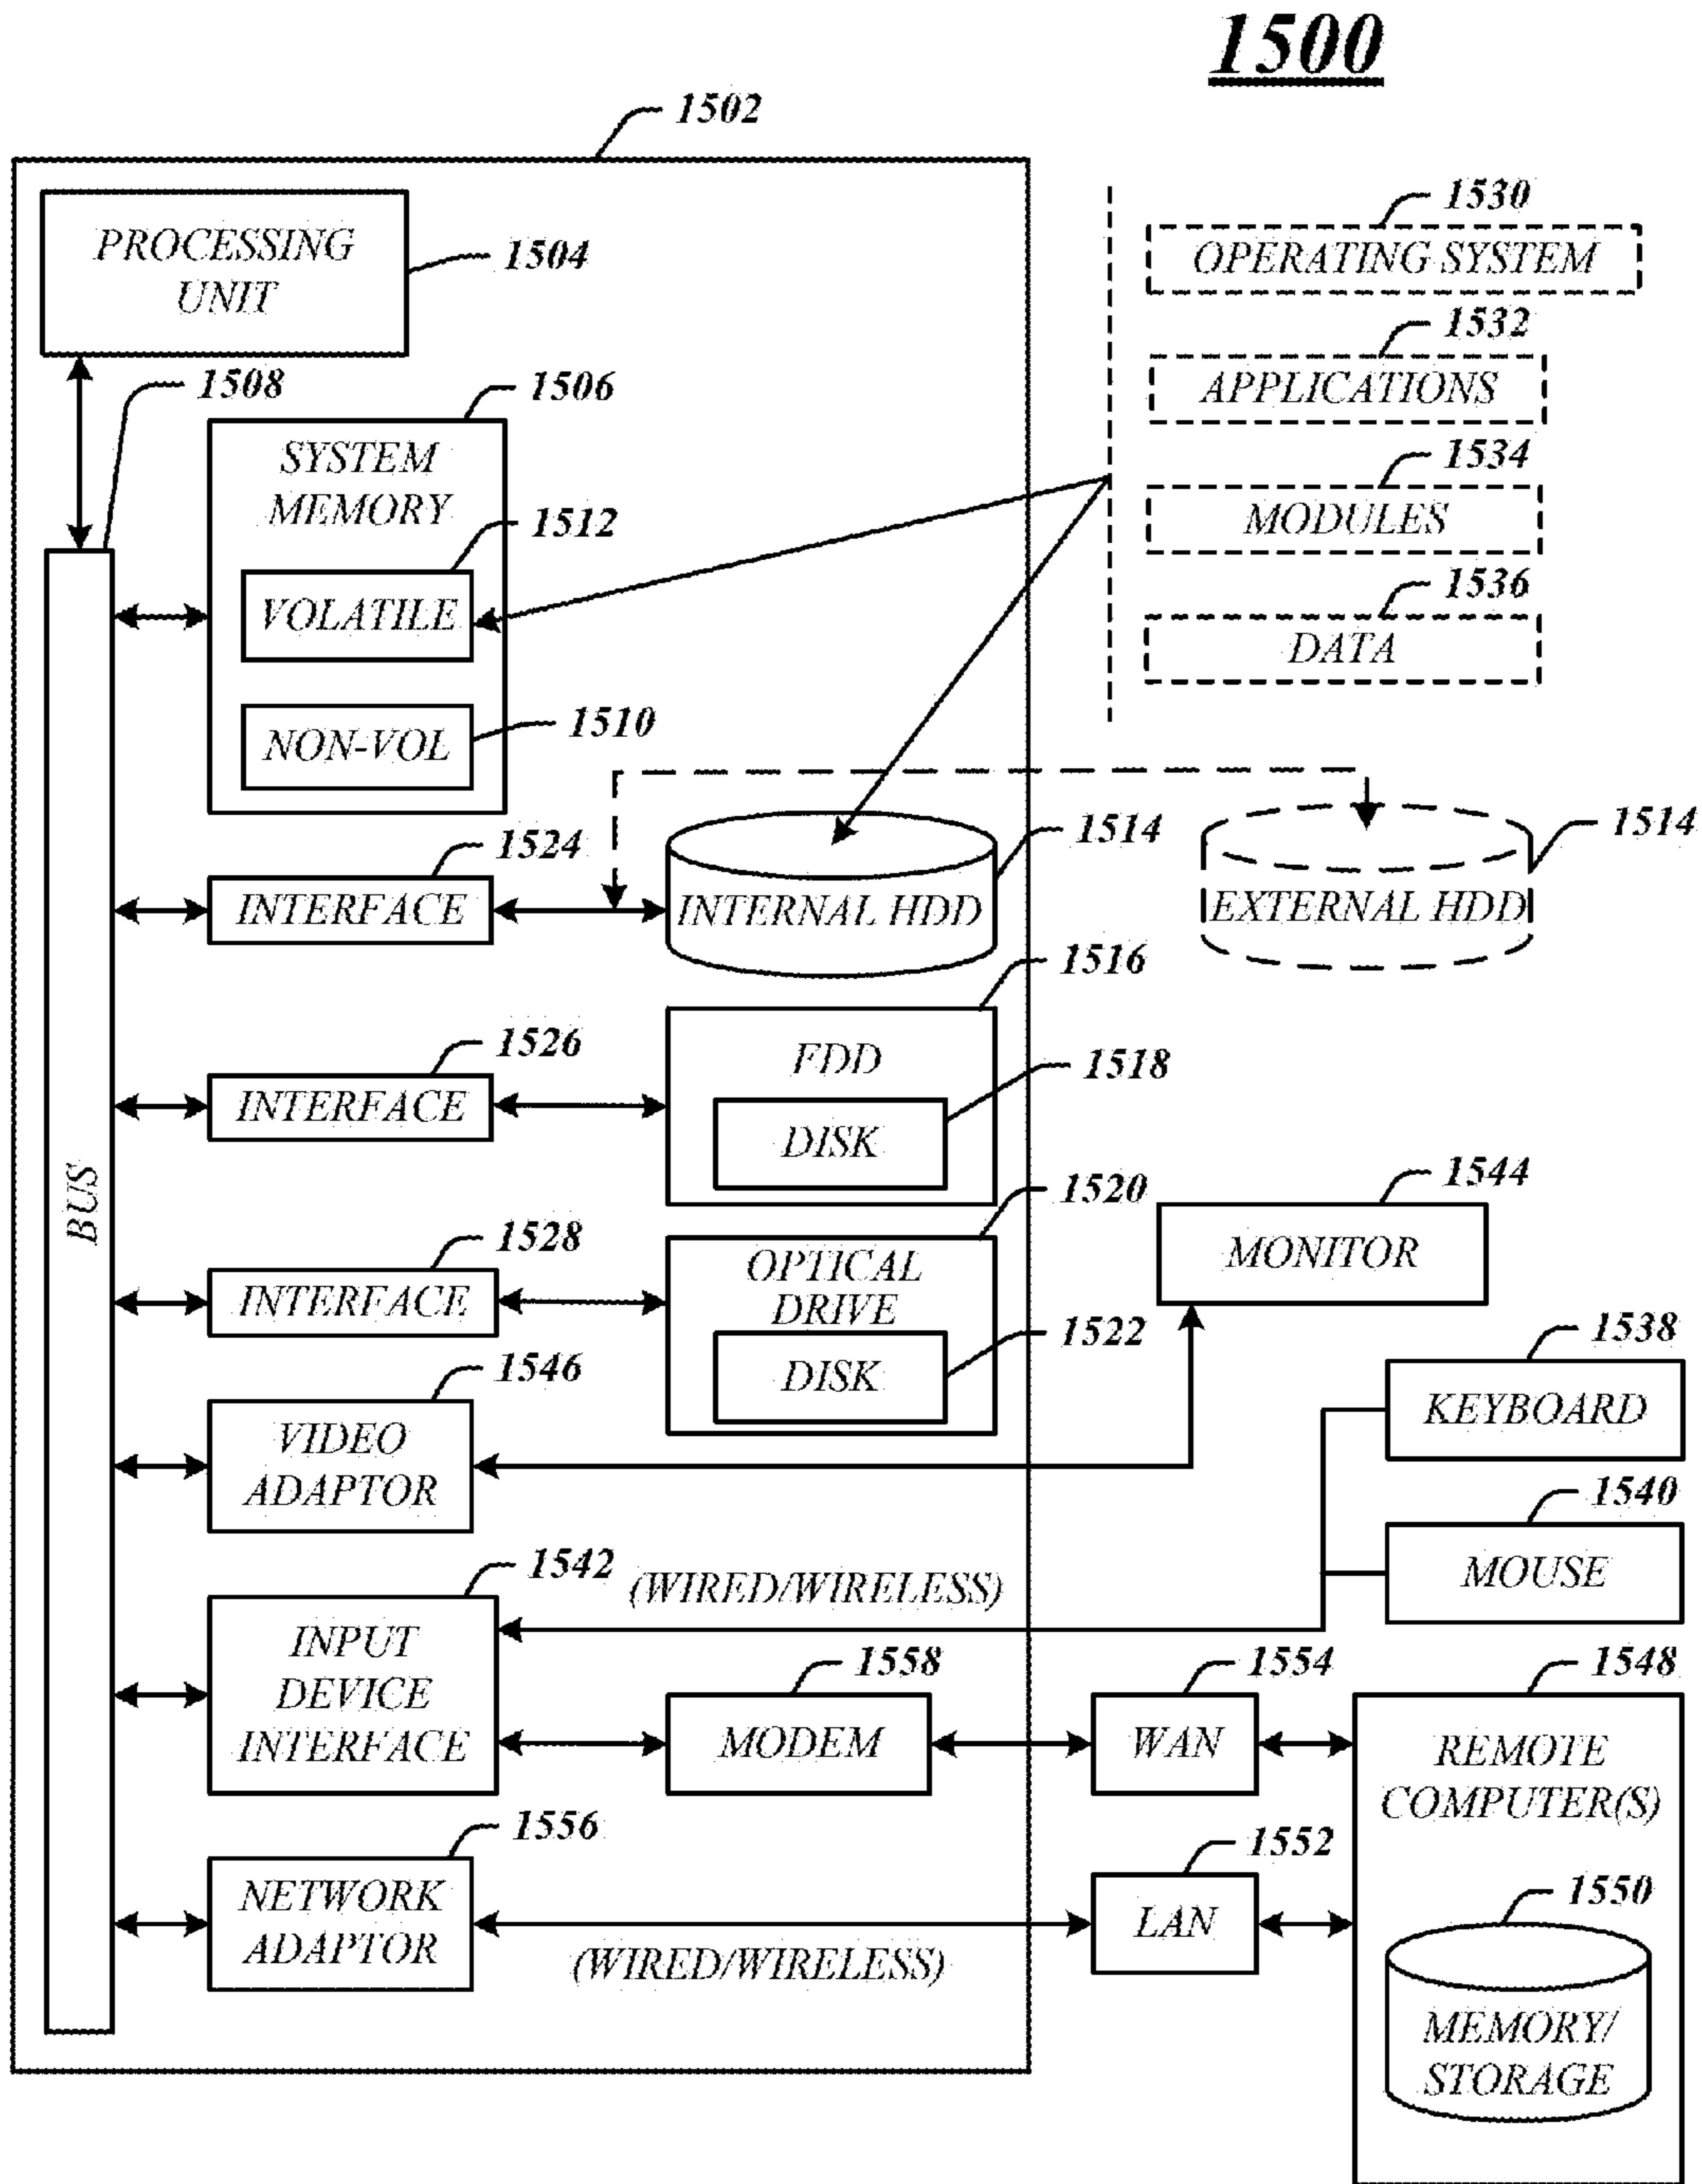 1500
1502
PROCESSING
UNIT
1504
1530
OPERATING SYSTEM
1532
APPLICATIONS
1508
1506
SYSTEM
MEMORY
1534
MODULES
1512
VOLATILE
1536
DATA
1510
NON-VOL
1524
INTERFACE
1514
INTERNAL HDD
1514
EXTERNAL HDD
1516
FDD
1526
INTERFACE
1518
DISK
BUS
1520
OPTICAL
DRIVE
1544
MONITOR
1528
INTERFACE
1522
DISK
1538
KEYBOARD
1546
VIDEO
ADAPTOR
1540
MOUSE
1542
INPUT
DEVICE
INTERFACE
(WIRED/WIRELESS)
1558
MODEM
1554
WAN
1548
REMOTE
COMPUTER(S)
1556
NETWORK
ADAPTOR
(WIRED/WIRELESS)
1552
LAN
1550
MEMORY/
STORAGE